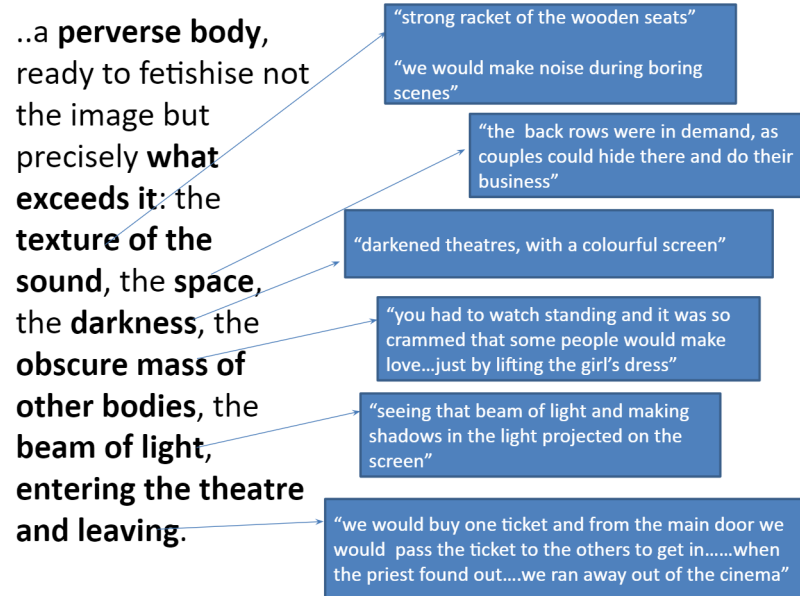 ..a perverse body,
ready to fetishise not
the image but
precisely what
exceeds it: the
texture of the
sound, the space,
the darkness, the
obscure mass of
other bodies, the
beam of light,
entering the theatre
and leaving.
“strong racket of the wooden seats”
“we would make noise during boring
scenes”
“the  back rows were in demand, as
couples could hide there and do their
business”
“darkened theatres, with a colourful screen”
“you had to watch standing and it was so
crammed that some people would make
love…just by lifting the girl’s dress”
“seeing that beam of light and making
shadows in the light projected on the
screen”
“we would buy one ticket and from the main door we
would  pass the ticket to the others to get in……when
the priest found out….we ran away out of the cinema”